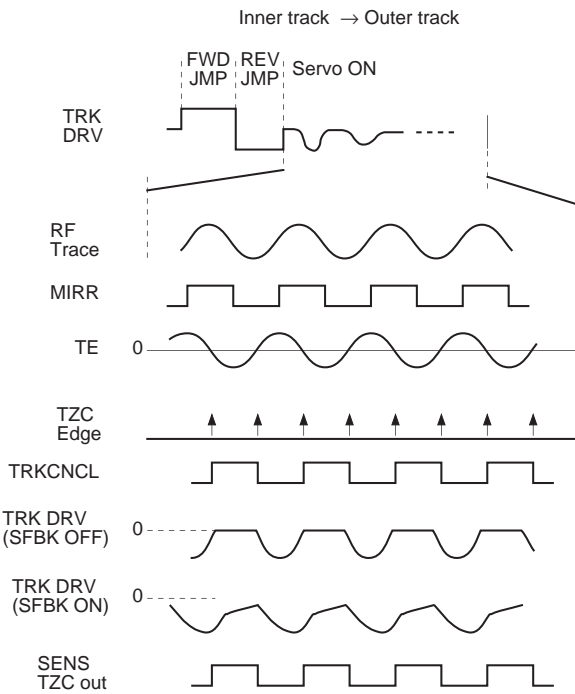 Inner track → Outer track
FWD REV
JMP JMP
Servo ON
TRK
DRV
RF
Trace
MIRR
TE 0
TZC
Edge
TRKCNCL
TRK DRV
(SFBK OFF) 0
TRK DRV
(SFBK ON) 0
SENS
TZC out